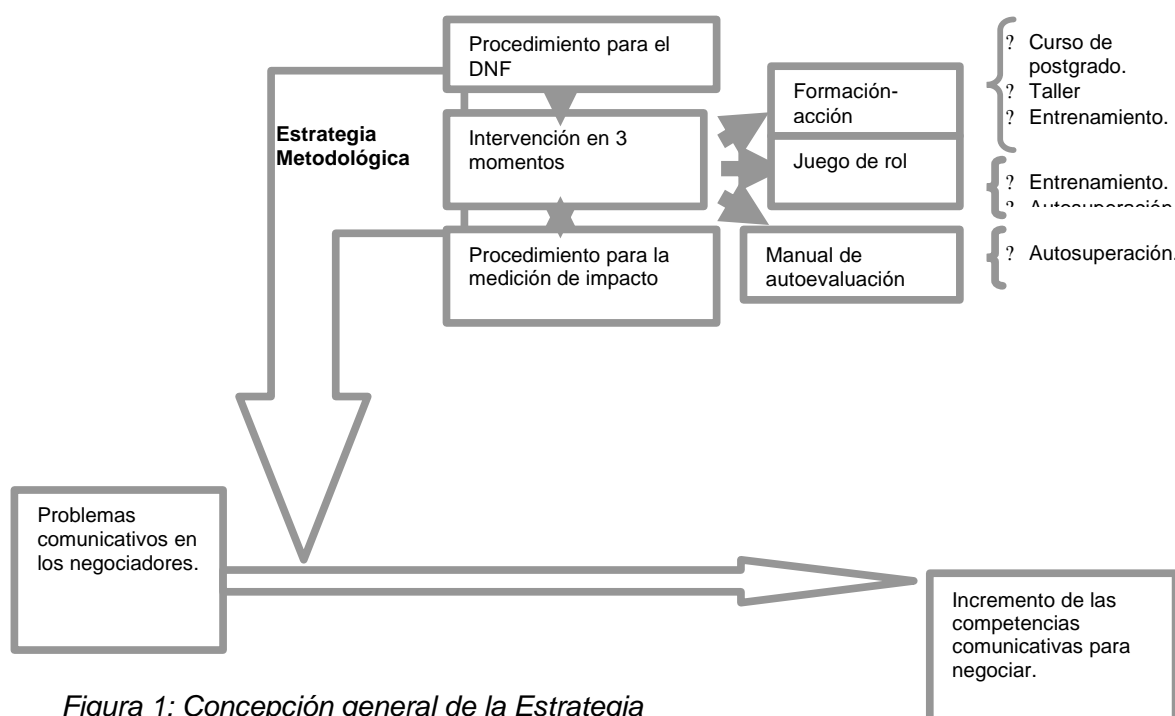 Procedimiento para el
DNF
Estrategia
Metodológica
Intervención en 3
momentos
Procedimiento para la
medición de impacto
Formación-
acción
Juego de rol
Manual de
autoevaluación
? Curso de
postgrado.
? Taller
? Entrenamiento.
? Entrenamiento.
? Autosuperación
? Autosuperación.
Problemas
comunicativos en
los negociadores.
Incremento de las
competencias
comunicativas para
negociar.
Figura 1: Concepción general de la Estrategia